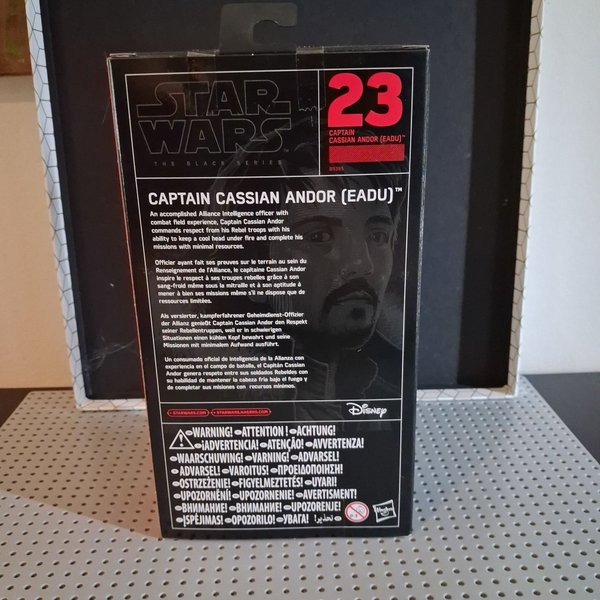 STAR
WARS
THE BLACK SERIES
23
CAPTAIN
CASSIAN ANDOR (EADU)™
CAPTAIN CASSIAN ANDOR (EADU)™
An accomplished Alliance Intelligence officer with
combat field experience, Captain Cassian Andor
commands respect from his Rebel troops with his
ability to keep a cool head under fire and complete his
missions with minimal resources.
Officier ayant fait ses preuves sur le terrain au sein du
Renseignement de l'Alliance, le capitaine Cassian Andor
inspire le respect à ses troupes rebelles grâce à son
sang-froid même sous la mitraille et à son aptitude à
mener à bien ses missions même s'il ne dispose que de
ressources limitées.
Als versierter, kampferfahrener Geheimdienst-Offizier
der Allianz genießt Captain Cassian Andor den Respekt
seiner Rebellentruppen, weil er in schwierigen
Situationen einen kühlen Kopf bewahrt und seine
Missionen mit minimalem Aufwand ausführt.
Un consumado oficial de inteligencia de la Alianza con
experiencia en el campo de batalla, el Capitán Cassian
Andor genera respeto entre sus soldados Rebeldes con
su habilidad de mantener la cabeza fría bajo el fuego y
de completar sus misiones con recursos mínimos.
STARWARS.COM STARWARS.HASBRO.COM Disney
WARNING! ATTENTION! ACHTUNG!
¡ADVERTENCIA! ATENÇÃO! AVVERTENZA!
WAARSCHUWING! VARNING! ADVARSEL!
ADVARSEL! VAROITUS! ΠΡΟΕΙΔΟΠΟΙΗΣΗ!
OSTRZEŻENIE! FIGYELMEZTETÉS! UYARI!
UPOZORNĚNÍ! UPOZORNENIE! AVERTISMENT!
ВНИМАНИЕ! ВНИМАНИЕ! UPOZORENJE!
ĮSPĖJIMAS! OPOZORILO! УВАГА! تحذير!
Hasbro